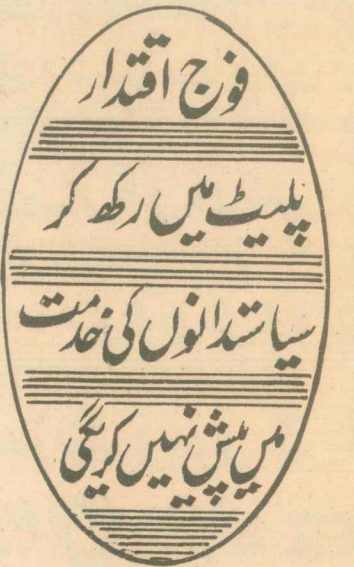 فوج اقتدار
پلیٹ میں رکھ کر
سیاستدانوں کی خدمت
میں پیش نہیں کریگی